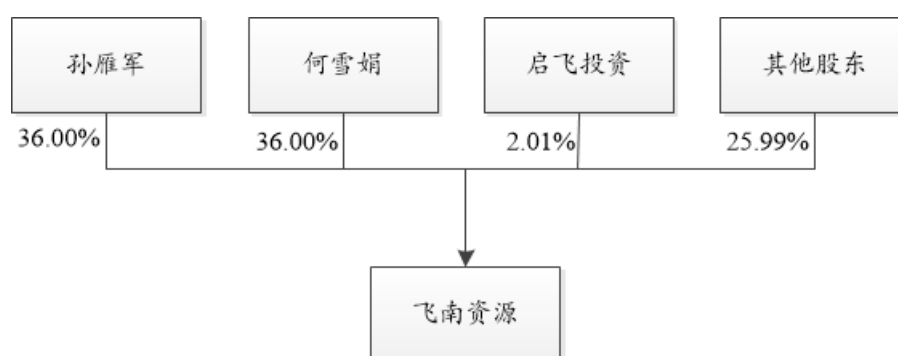 孙雁军
何雪娟
启飞投资
其他股东
36.00%
36.00%
2.01%
25.99%
飞南资源